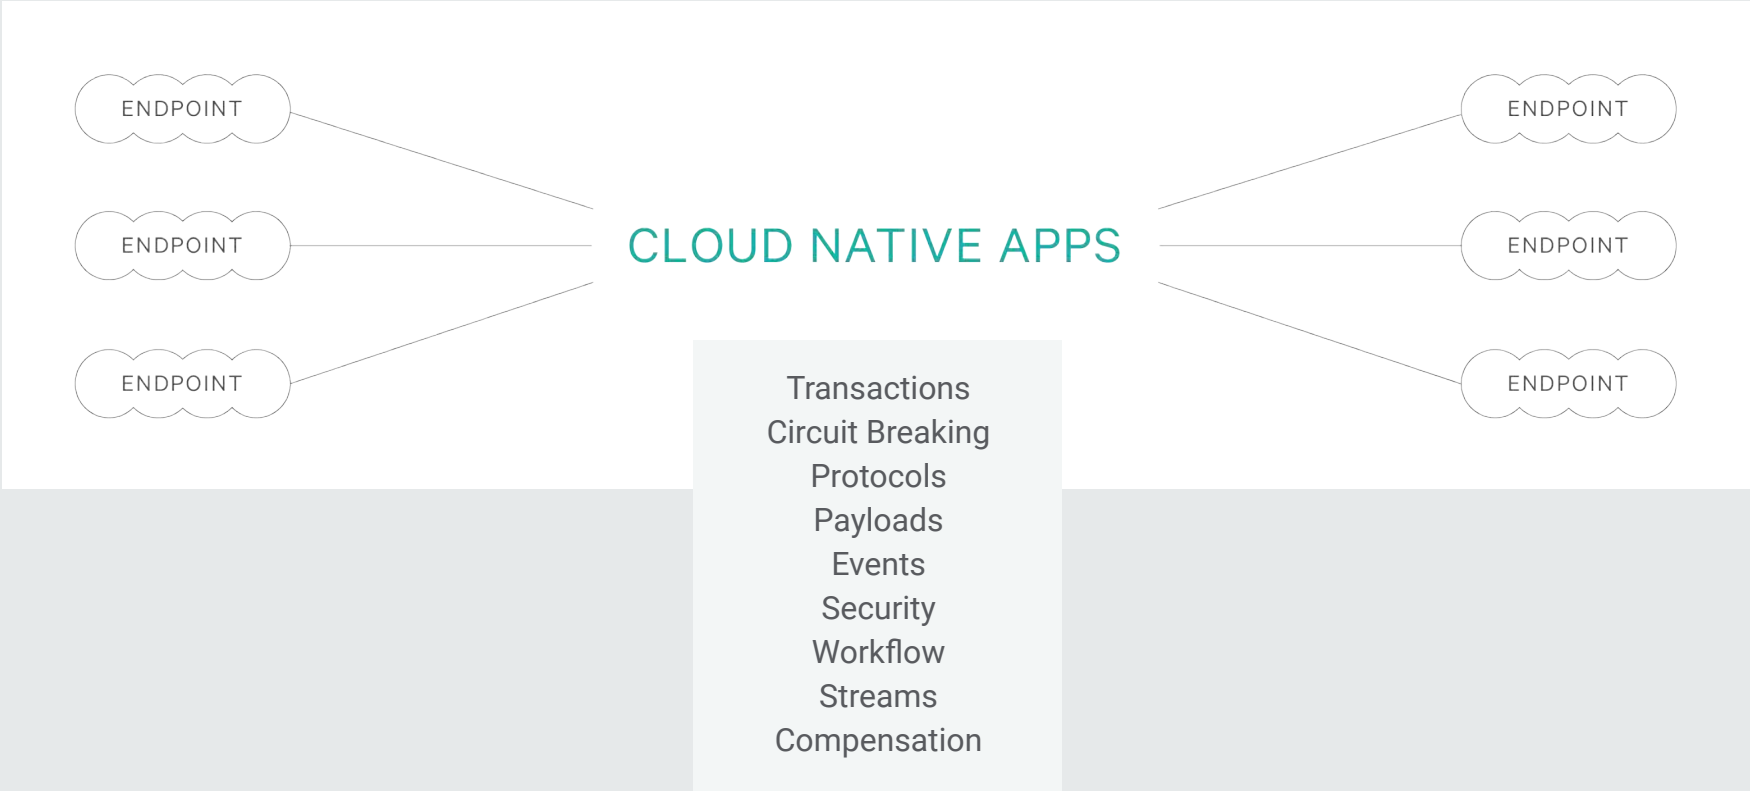 ENDPOINT
ENDPOINT
ENDPOINT
CLOUD NATIVE APPS
ENDPOINT
ENDPOINT
ENDPOINT
Transactions
Circuit Breaking
Protocols
Payloads
Events
Security
Workflow
Streams
Compensation